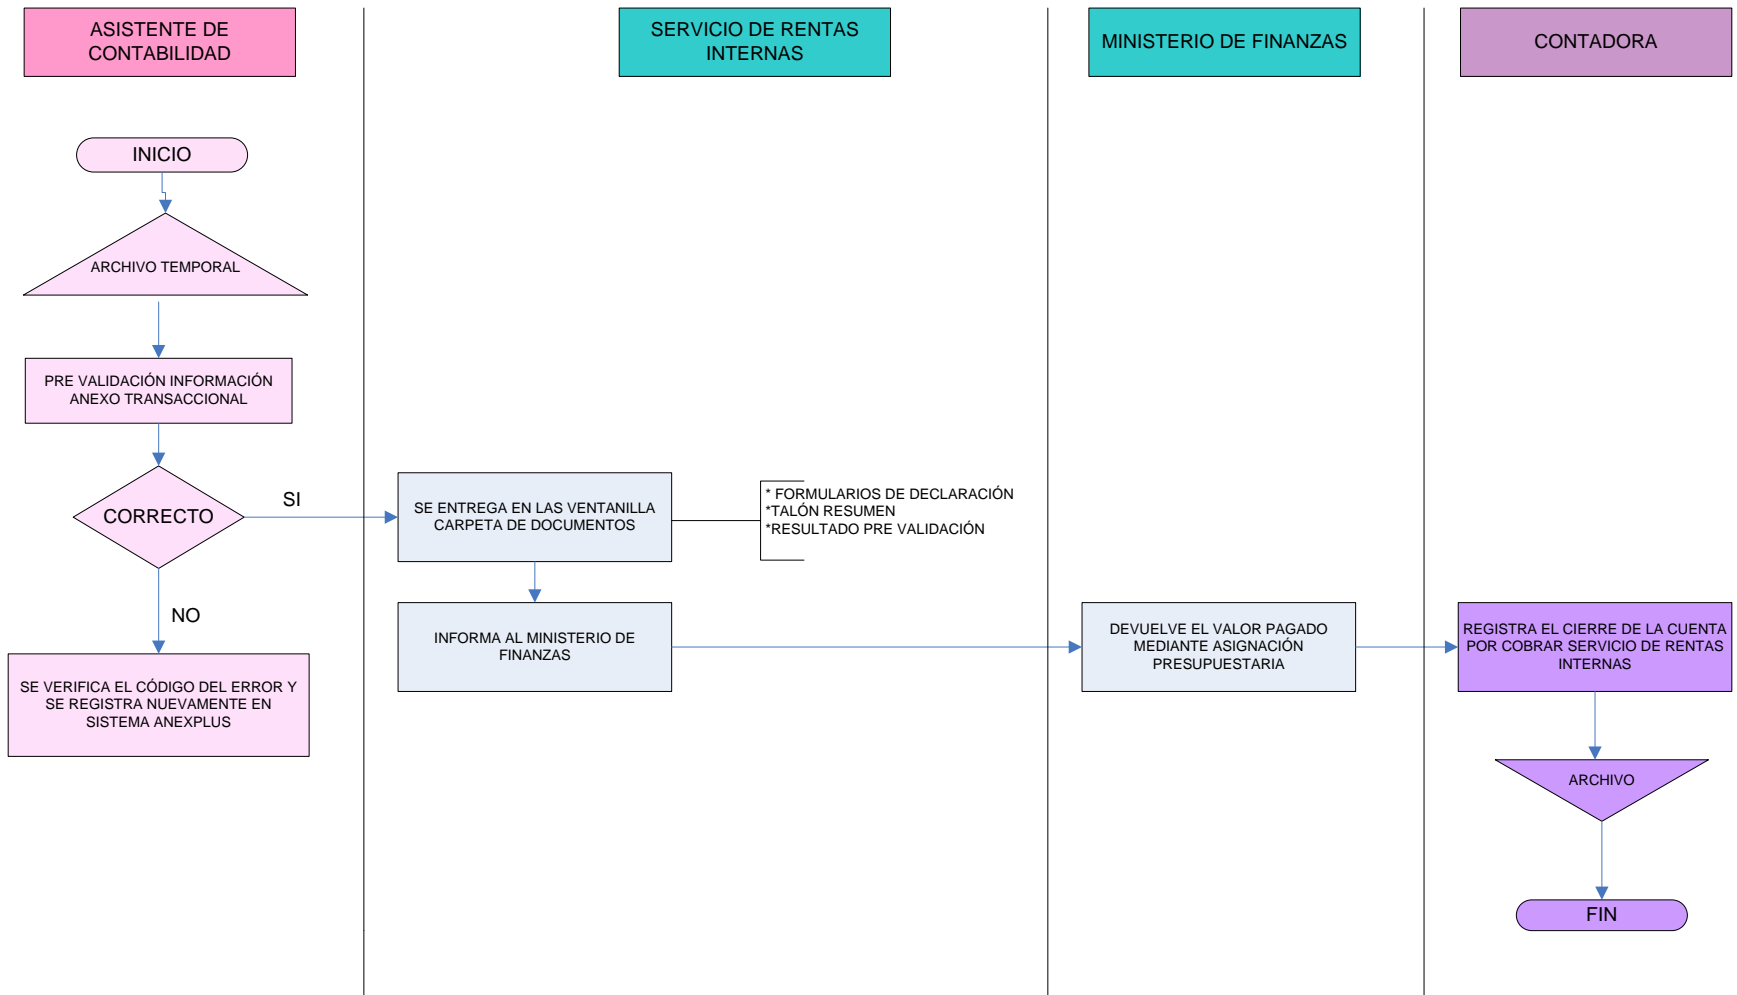 ASISTENTE DE
CONTABILIDAD
SERVICIO DE RENTAS
INTERNAS
MINISTERIO DE FINANZAS
CONTADORA
INICIO
ARCHIVO TEMPORAL
PRE VALIDACIÓN INFORMACIÓN
ANEXO TRANSACCIONAL
CORRECTO
SI
NO
SE VERIFICA EL CÓDIGO DEL ERROR Y
SE REGISTRA NUEVAMENTE EN
SISTEMA ANEXPLUS
SE ENTREGA EN LAS VENTANILLA
CARPETA DE DOCUMENTOS
* FORMULARIOS DE DECLARACIÓN
*TALÓN RESUMEN
*RESULTADO PRE VALIDACIÓN
INFORMA AL MINISTERIO DE
FINANZAS
DEVUELVE EL VALOR PAGADO
MEDIANTE ASIGNACIÓN
PRESUPUESTARIA
REGISTRA EL CIERRE DE LA CUENTA
POR COBRAR SERVICIO DE RENTAS
INTERNAS
ARCHIVO
FIN